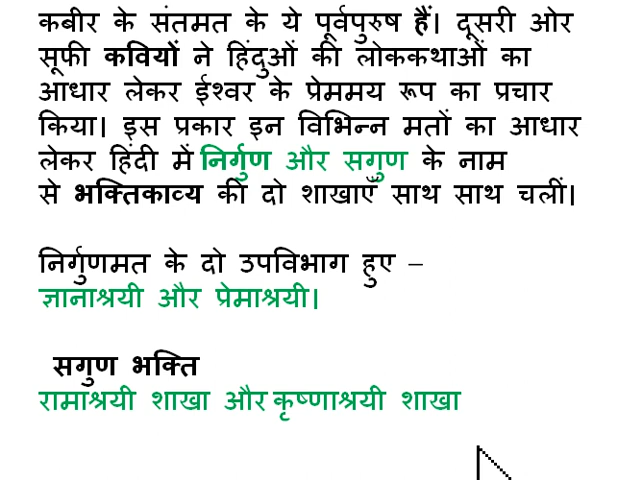 कबीर के संतमत के ये पूर्वपुरुष हैं। दूसरी ओर
सूफी कवियों ने हिंदुओं की लोककथाओं का
आधार लेकर ईश्वर के प्रेममय रूप का प्रचार
किया। इस प्रकार इन विभिन्न मतों का आधार
लेकर हिंदी में निर्गुण और सगुण के नाम
से भक्तिकाव्य की दो शाखाएँ साथ साथ चलीं।
निर्गुणमत के दो उपविभाग हुए –
ज्ञानाश्रयी और प्रेमाश्रयी।
सगुण भक्ति
रामाश्रयी शाखा और कृष्णाश्रयी शाखा